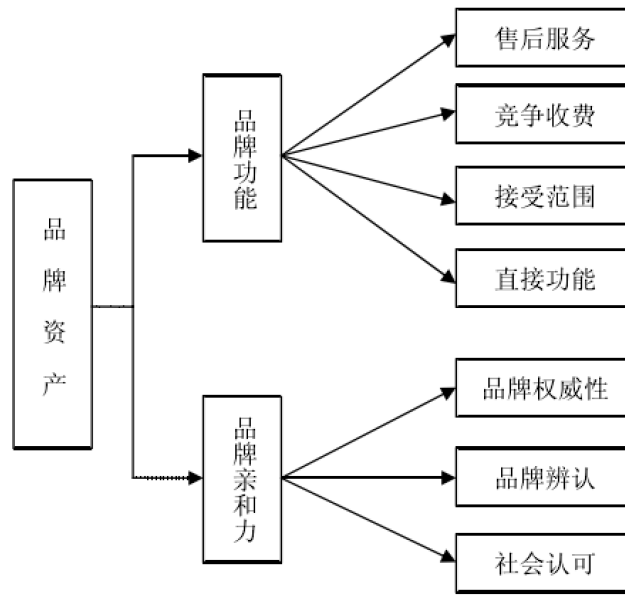 品牌资产
品牌功能
售后服务
竞争收费
接受范围
直接功能
品牌亲和力
品牌权威性
品牌辨认
社会认可